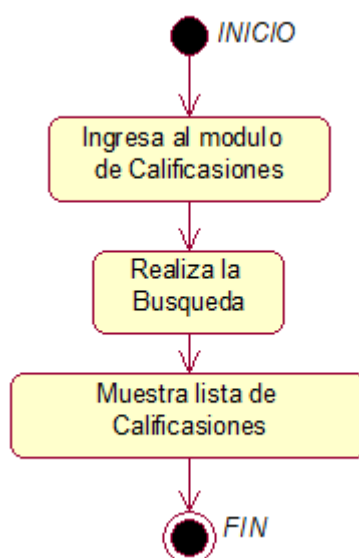 INICIO
Ingresa al modulo
de Calificasiones
Realiza la
Busqueda
Muestra lista de
Calificasiones
FIN